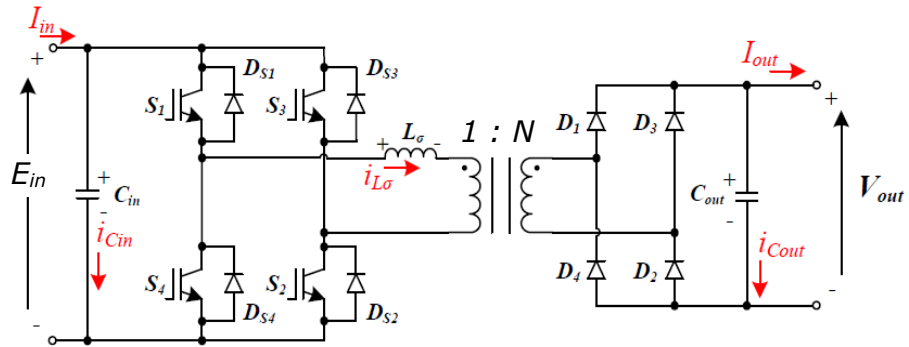 I_in
I_out
+
D_S1
D_S3
S_1
S_3
1 : N
L_σ
+ -
i_Lσ
D_1
D_3
+
E_in
+
C_in
-
i_Cin
C_out
+
-
V_out
i_Cout
S_4
D_S4
S_2
D_S2
D_4
D_2
-
-